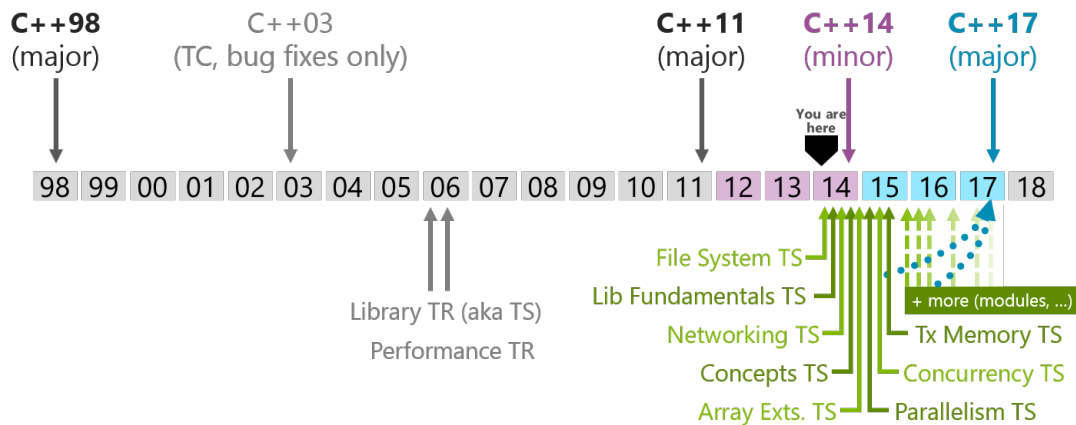 C++98
(major)
C++03
(TC, bug fixes only)
C++11
(major)
C++14
(minor)
C++17
(major)
You are
here
98 99 00 01 02 03 04 05 06 07 08 09 10 11 12 13 14 15 16 17 18
File System TS
Lib Fundamentals TS
+ more (modules, ...)
Library TR (aka TS)
Networking TS
Tx Memory TS
Performance TR
Concepts TS
Concurrency TS
Array Exts. TS
Parallelism TS